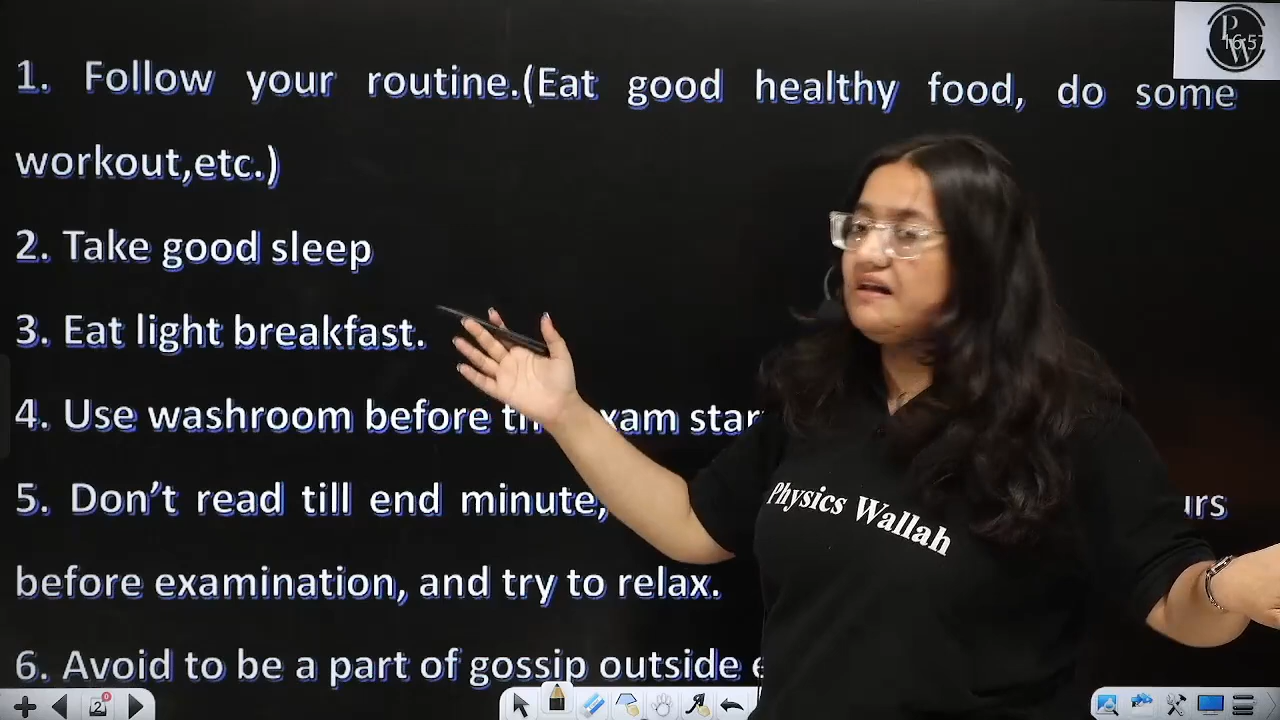 1. Follow your routine.(Eat good healthy food, do some
workout,etc.)
2. Take good sleep
3. Eat light breakfast.
4. Use washroom before
5. Don't read till end minute,
before examination, and try to relax.
6. Avoid to be a part of gossip outside
Physics Wallah
P
W
2
0